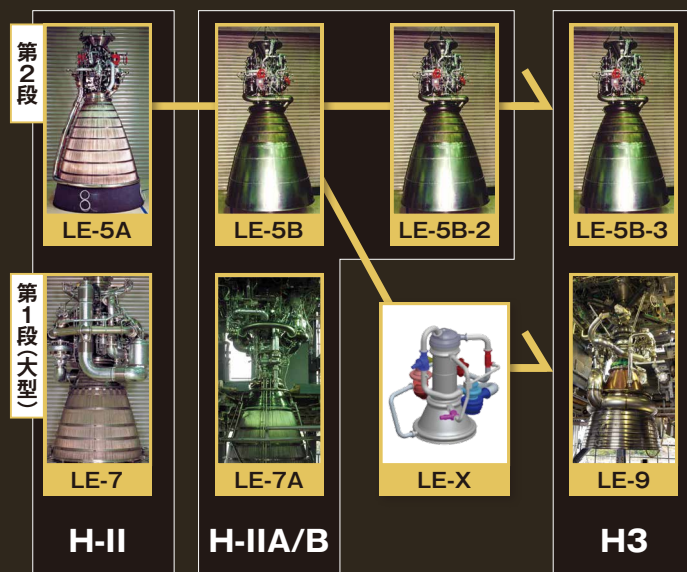 第2段
LE-5A
LE-5B
LE-5B-2
LE-5B-3
第1段(大型)
LE-7
LE-7A
LE-X
LE-9
H-II
H-IIA/B
H3